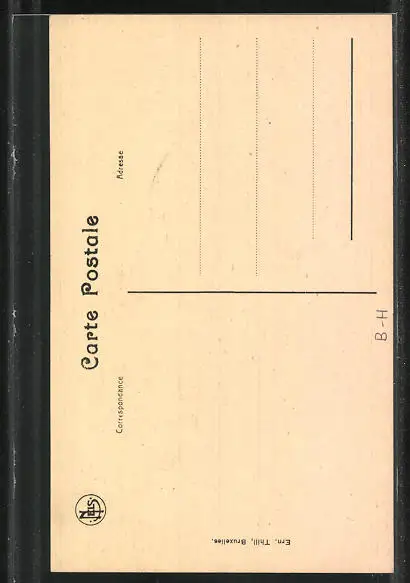 Carte Postale
Correspondance
Adresse
NELS
Ern. Thill, Bruxelles.
B-H